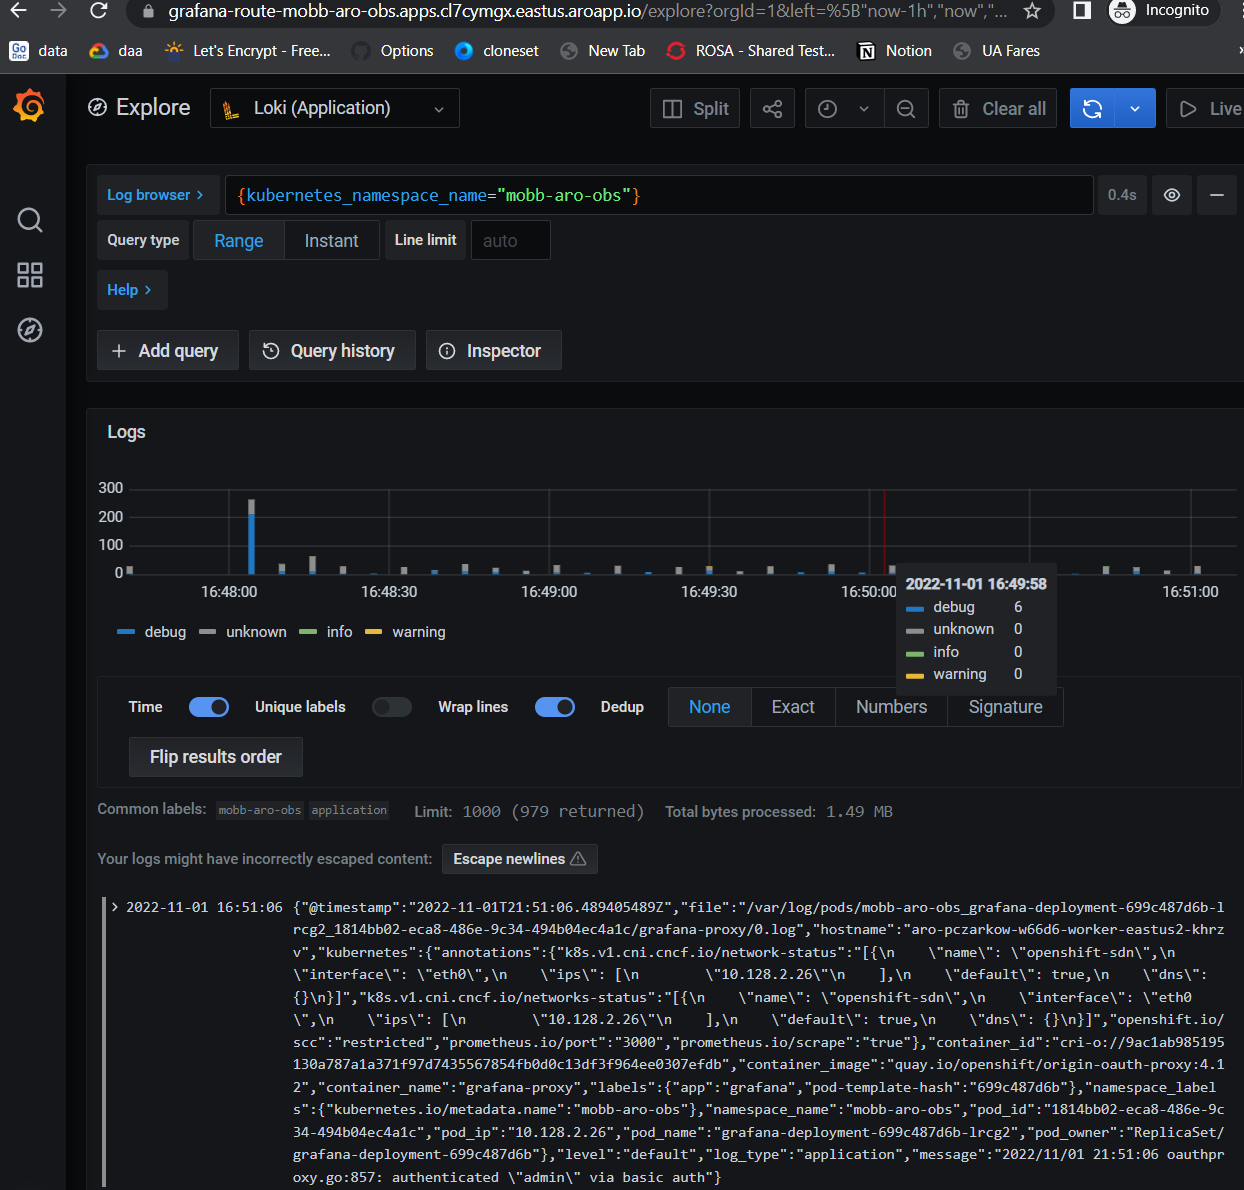 grafana-route-mobb-aro-obs.apps.cl7cymgx.eastus.aroapp.io/explore?orgId=1&left=%5B"now-1h","now","... Incognito
Go Doc data daa Let's Encrypt - Free... Options cloneset New Tab ROSA - Shared Test... Notion UA Fares »
Explore Loki (Application) Split Clear all Live
Log browser > {kubernetes_namespace_name="mobb-aro-obs"} 0.4s
Query type Range Instant Line limit auto
Help >
+ Add query Query history Inspector
Logs
300
200
100
0
16:48:00 16:48:30 16:49:00 16:49:30 16:50:00 16:51:00
2022-11-01 16:49:58
debug 6
unknown 0
info 0
warning 0
debug unknown info warning
Time Unique labels Wrap lines Dedup None Exact Numbers Signature
Flip results order
Common labels: mobb-aro-obs application Limit: 1000 (979 returned) Total bytes processed: 1.49 MB
Your logs might have incorrectly escaped content: Escape newlines
> 2022-11-01 16:51:06 {"@timestamp":"2022-11-01T21:51:06.489405489Z","file":"/var/log/pods/mobb-aro-obs_grafana-deployment-699c487d6b-l
rcg2_1814bb02-eca8-486e-9c34-494b04ec4a1c/grafana-proxy/0.log","hostname":"aro-pczarkow-w66d6-worker-eastus2-khrz
v","kubernetes":{"annotations":{"k8s.v1.cni.cncf.io/network-status":"[{\n    \"name\": \"openshift-sdn\",\n
\"interface\": \"eth0\",\n    \"ips\": [\n        \"10.128.2.26\"\n    ],\n    \"default\": true,\n    \"dns\":
{}\n}]","k8s.v1.cni.cncf.io/networks-status":"[{\n    \"name\": \"openshift-sdn\",\n    \"interface\": \"eth0
\",\n    \"ips\": [\n        \"10.128.2.26\"\n    ],\n    \"default\": true,\n    \"dns\": {}\n}]","openshift.io/
scc":"restricted","prometheus.io/port":"3000","prometheus.io/scrape":"true"},"container_id":"cri-o://9ac1ab985195
130a787a1a371f97d7435567854fb0d0c13df3f964ee0307efdb","container_image":"quay.io/openshift/origin-oauth-proxy:4.1
2","container_name":"grafana-proxy","labels":{"app":"grafana","pod-template-hash":"699c487d6b"},"namespace_label
s":{"kubernetes.io/metadata.name":"mobb-aro-obs"},"namespace_name":"mobb-aro-obs","pod_id":"1814bb02-eca8-486e-9c
34-494b04ec4a1c","pod_ip":"10.128.2.26","pod_name":"grafana-deployment-699c487d6b-lrcg2","pod_owner":"ReplicaSet/
grafana-deployment-699c487d6b"},"level":"default","log_type":"application","message":"2022/11/01 21:51:06 oauthpr
oxy.go:857: authenticated \"admin\" via basic auth"}